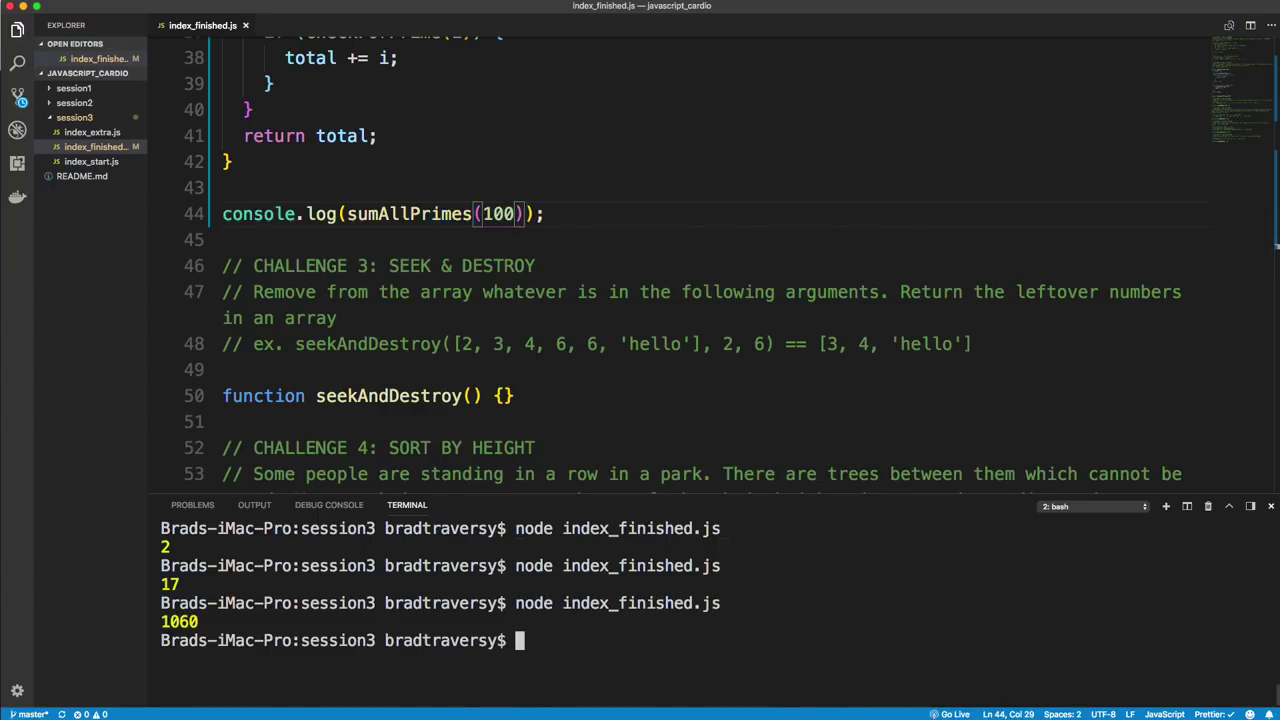 index_finished.js — javascript_cardio
EXPLORER
index_finished.js ×
OPEN EDITORS
index_finishe.. M
JAVASCRIPT_CARDIO
session1
session2
session3
JS index_extra.js
JS index_finished... M
JS index_start.js
README.md
38 total += i;
39 }
40 }
41 return total;
42 }
43
44 console.log(sumAllPrimes(100));
45
46 // CHALLENGE 3: SEEK & DESTROY
47 // Remove from the array whatever is in the following arguments. Return the leftover numbers
in an array
48 // ex. seekAndDestroy([2, 3, 4, 6, 6, 'hello'], 2, 6) == [3, 4, 'hello']
49
50 function seekAndDestroy() {}
51
52 // CHALLENGE 4: SORT BY HEIGHT
53 // Some people are standing in a row in a park. There are trees between them which cannot be
PROBLEMS OUTPUT DEBUG CONSOLE TERMINAL 2: bash
Brads-iMac-Pro:session3 bradtraversy$ node index_finished.js
2
Brads-iMac-Pro:session3 bradtraversy$ node index_finished.js
17
Brads-iMac-Pro:session3 bradtraversy$ node index_finished.js
1060
Brads-iMac-Pro:session3 bradtraversy$
master* 0 0 Go Live Ln 44, Col 29 Spaces: 2 UTF-8 LF JavaScript Prettier: ✓